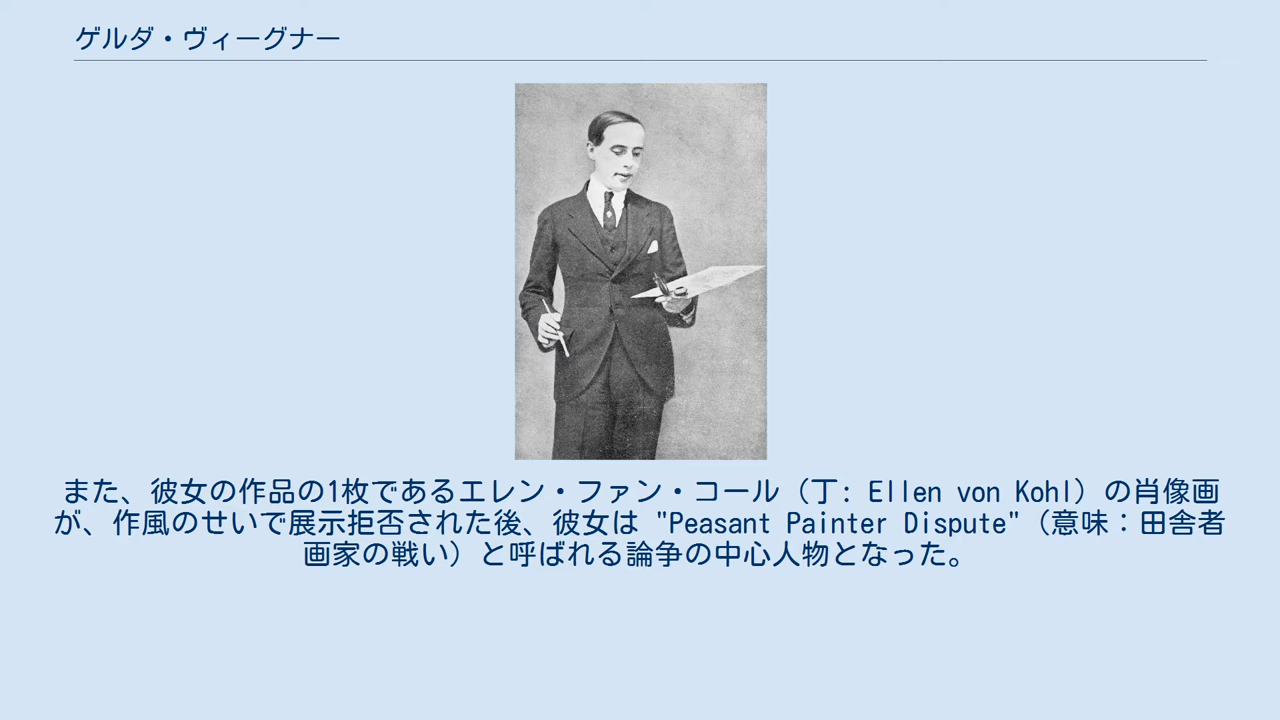 ゲルダ・ヴィーグナー
また、彼女の作品の1枚であるエレン・ファン・コール（丁: Ellen von Kohl）の肖像画
が、作風のせいで展示拒否された後、彼女は "Peasant Painter Dispute"（意味：田舎者
画家の戦い）と呼ばれる論争の中心人物となった。